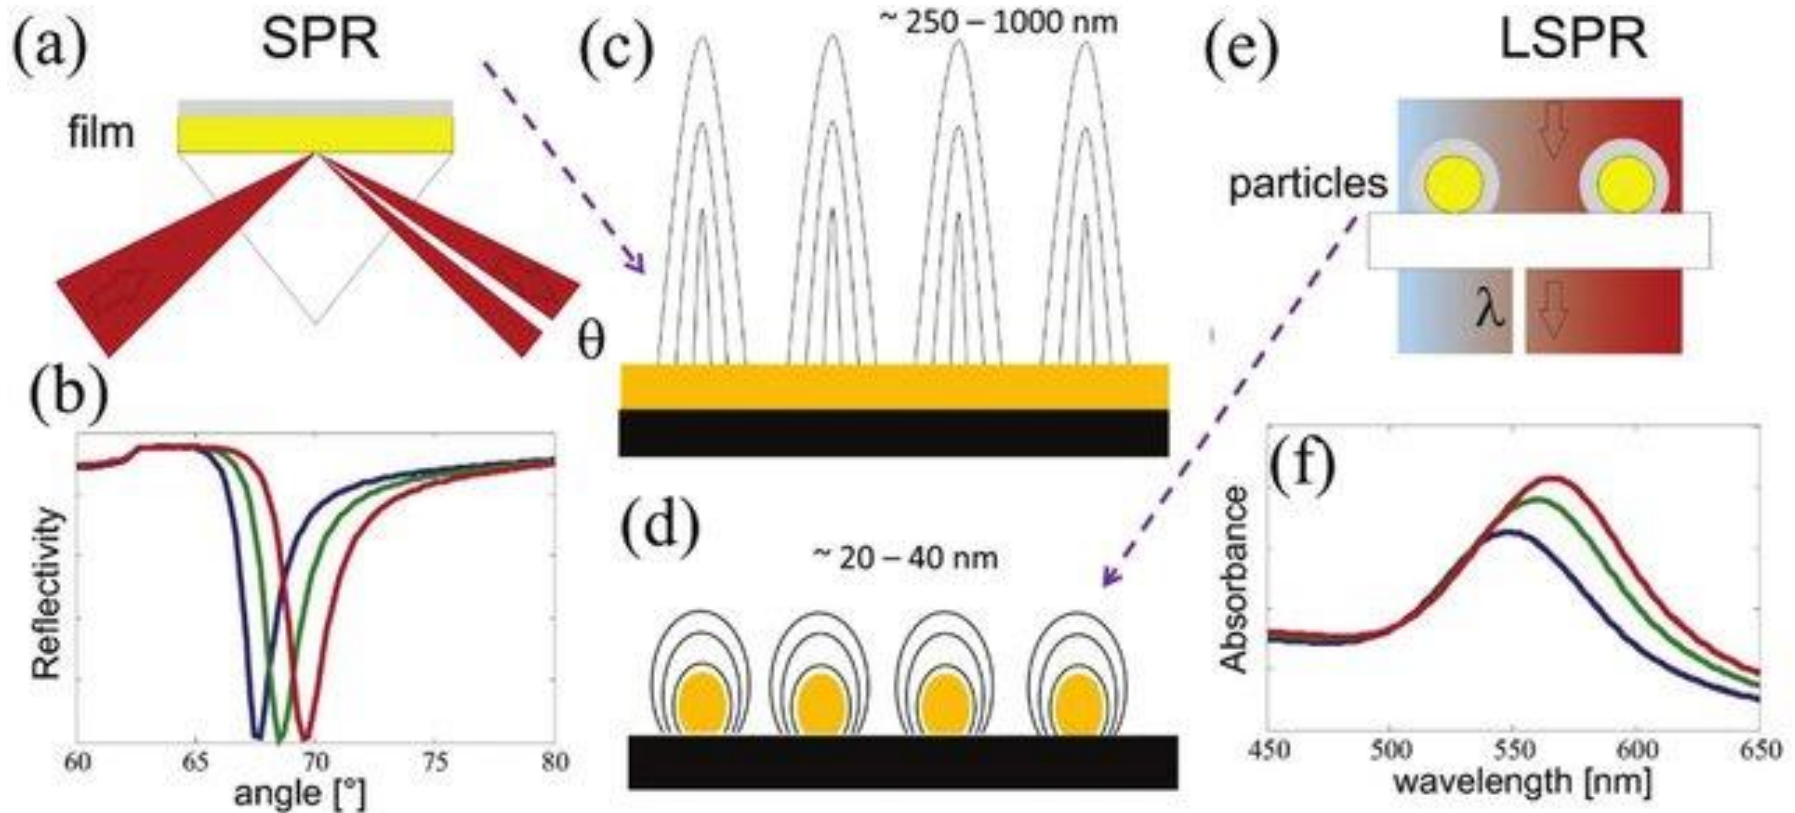 (a)
SPR
film
θ
(b)
Reflectivity
60 65 70 75 80
angle [°]
(c)
~ 250 – 1000 nm
(d)
~ 20 – 40 nm
(e)
LSPR
particles
λ
(f)
Absorbance
450 500 550 600 650
wavelength [nm]